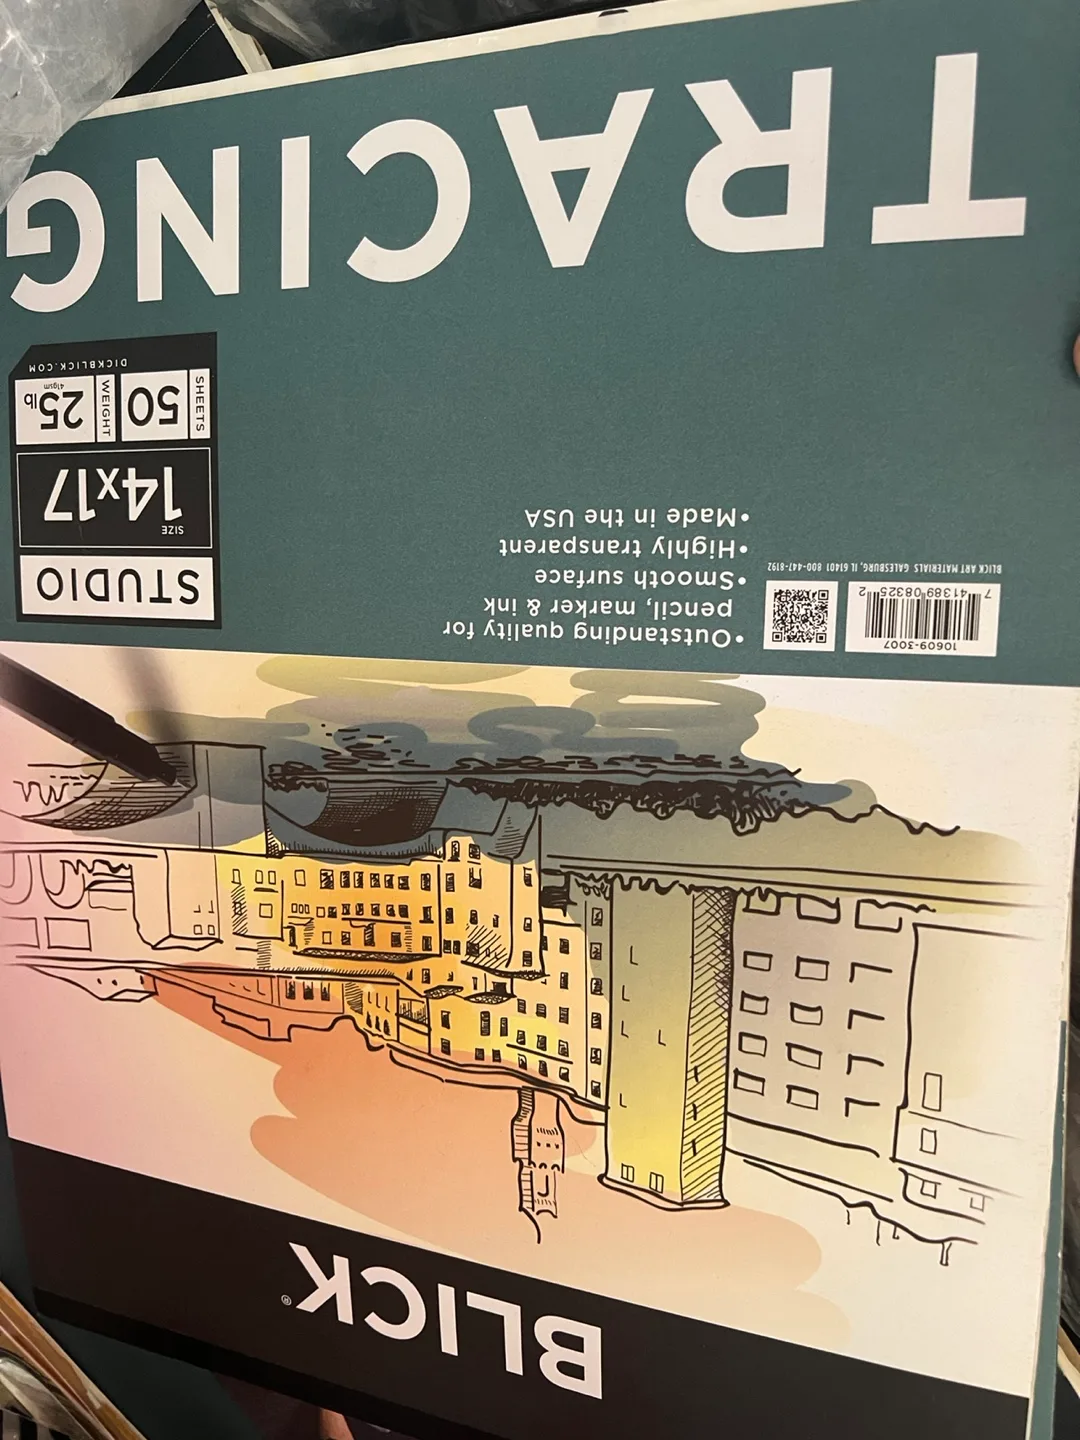 BLICK®
10609-3007
7 41389 08325 2
BLICK ART MATERIALS GALESBURG, IL 61401 800-447-8192
•Outstanding quality for
pencil, marker & ink
•Smooth surface
•Highly transparent
•Made in the USA
STUDIO
SIZE
14x17
SHEETS
50
WEIGHT
25lb
41gsm
DICKBLICK.COM
TRACING